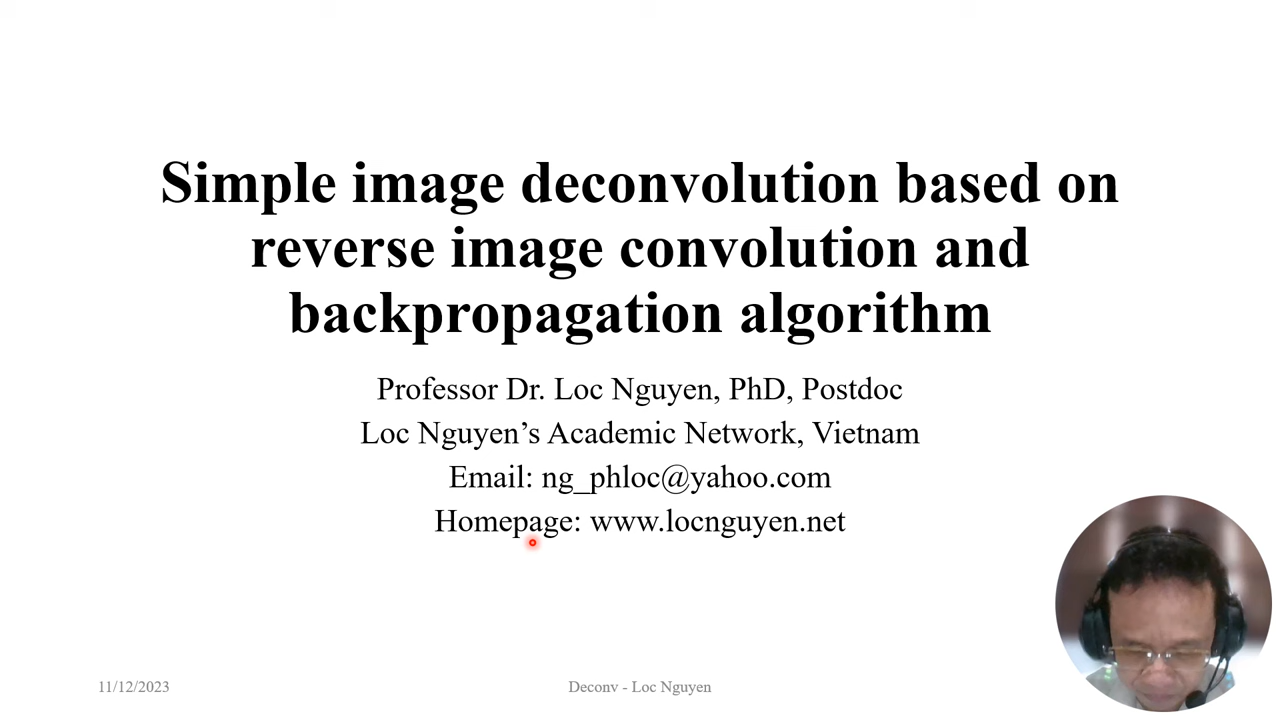 Simple image deconvolution based on
reverse image convolution and
backpropagation algorithm
Professor Dr. Loc Nguyen, PhD, Postdoc
Loc Nguyen’s Academic Network, Vietnam
Email: ng_phloc@yahoo.com
Homepage: www.locnguyen.net
11/12/2023
Deconv - Loc Nguyen